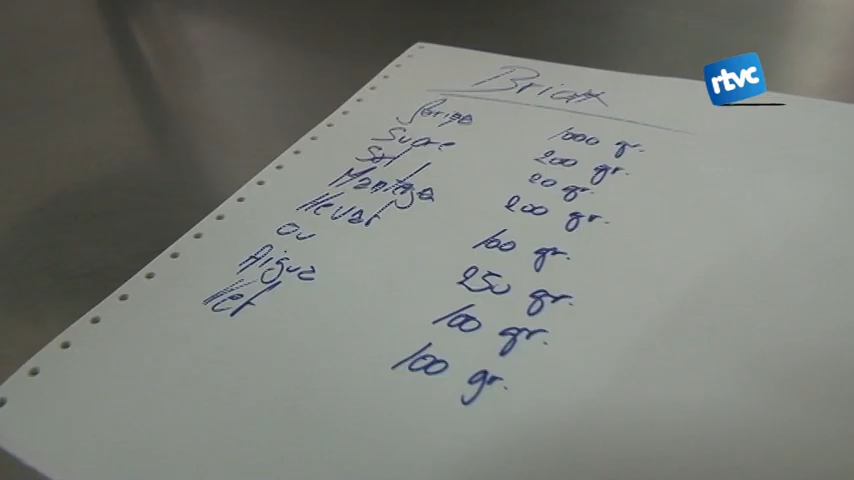 rtvc
Brioix
Farina 1000 gr.
Sucre 200 gr.
Sal 20 gr.
Mantega 200 gr.
Llevat 100 gr.
Ou 250 gr.
Aigua 100 gr.
Llet 100 gr.